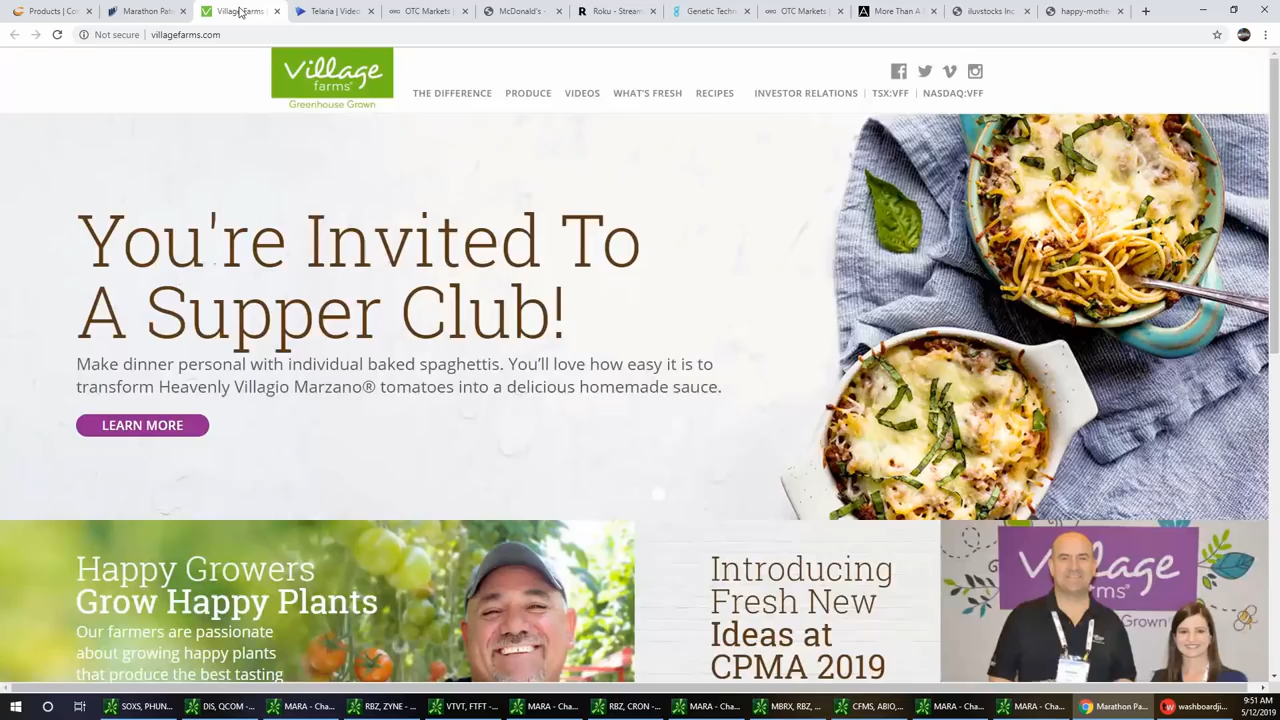 Products | Con
Marathon Pate
Village Farms
Telaria | Video
OTC Markets |
McDonald's -
Roku - Stream
Genetic Techn
OTC Markets |
More Than A
iluvstocks Inc
happy-mothe
Not secure | villagefarms.com
Village
farms®
Greenhouse Grown
THE DIFFERENCE PRODUCE VIDEOS WHAT'S FRESH RECIPES INVESTOR RELATIONS | TSX:VFF | NASDAQ:VFF
You're Invited To
A Supper Club!
Make dinner personal with individual baked spaghettis. You'll love how easy it is to
transform Heavenly Villagio Marzano® tomatoes into a delicious homemade sauce.
LEARN MORE
Happy Growers
Grow Happy Plants
Our farmers are passionate
about growing happy plants
that produce the best tasting
Introducing
Fresh New
Ideas at
CPMA 2019
Village
farms®
Grown
SOXS, PHUN...
DIS, QCOM -...
MARA - Cha...
RBZ, ZYNE -...
VTVT, FTFT -...
MARA - Cha...
RBZ, CRON -...
MARA - Cha...
MBRX, RBZ, ...
CFMS, ABIO,...
MARA - Cha...
MARA - Cha...
Marathon Pa...
washboardji...
9:51 AM
5/12/2019